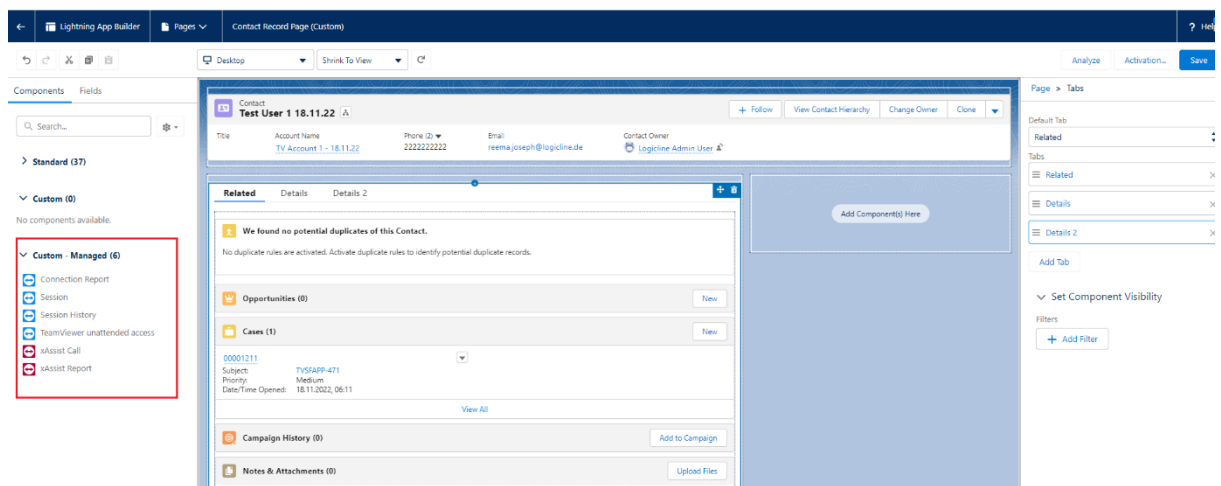 Lightning App Builder
Pages
Contact Record Page (Custom)
? Help
Desktop
Shrink To View
Analyze
Activation...
Save
Components
Fields
Search...
Standard (37)
Custom (0)
No components available.
Custom - Managed (6)
Connection Report
Session
Session History
TeamViewer unattended access
xAssist Call
xAssist Report
Contact
Test User 1 18.11.22
+ Follow
View Contact Hierarchy
Change Owner
Clone
Title
Account Name
Phone (2)
Email
Contact Owner
TV Account 1 - 18.11.22
2222222222
reema.joseph@logicline.de
Logicline Admin User
Related
Details
Details 2
We found no potential duplicates of this Contact.
No duplicate rules are activated. Activate duplicate rules to identify potential duplicate records.
Opportunities (0)
New
Cases (1)
New
00001211
Subject: TVSFAPP-471
Priority: Medium
Date/Time Opened: 18.11.2022, 06:11
View All
Campaign History (0)
Add to Campaign
Notes & Attachments (0)
Upload Files
Add Component(s) Here
Page > Tabs
Default Tab
Related
Tabs
Related
Details
Details 2
Add Tab
Set Component Visibility
Filters
+ Add Filter